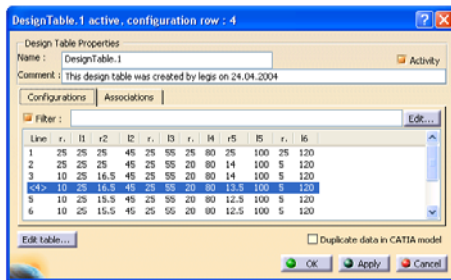 DesignTable.1 active, configuration row : 4
Design Table Properties
Name : DesignTable.1 Activity
Comment : This design table was created by legis on 24.04.2004
Configurations Associations
Filter : Edit...
Line r. l1 r2 l2 r. l3 r. l4 r5 l5 r. l6
1 25 25 25 45 25 55 25 80 25 100 25 120
2 25 25 25 45 25 55 20 80 14 100 5 120
3 10 25 16.5 45 25 55 20 80 14 100 5 120
<4> 10 25 16.5 45 25 55 20 80 13.5 100 5 120
5 10 25 15.5 45 25 55 20 80 12.5 100 5 120
6 10 25 15.5 45 25 55 20 80 12.5 100 5 120
Edit table... Duplicate data in CATIA model
OK Apply Cancel